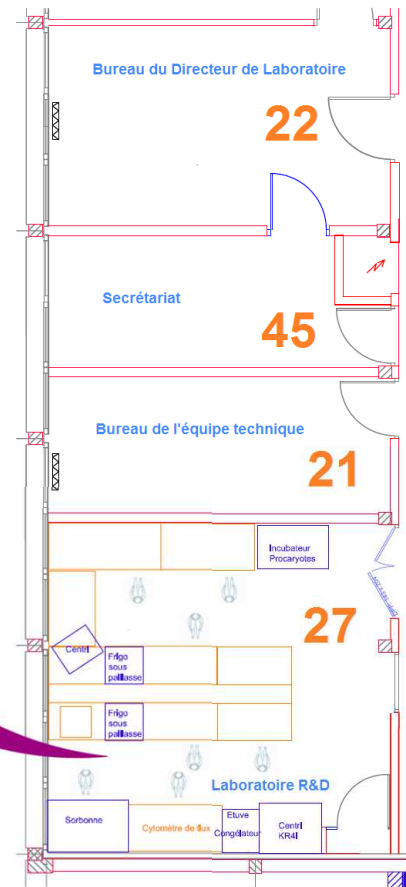 Bureau du Directeur de Laboratoire
22
Secrétariat
45
Bureau de l'équipe technique
21
Incubateur
Procaryotes
27
Centri
Frigo
sous
paillasse
Frigo
sous
paillasse
Laboratoire R&D
Sorbonne
Cytomètre de flux
Etuve
Congélateur
Centri
KR4I